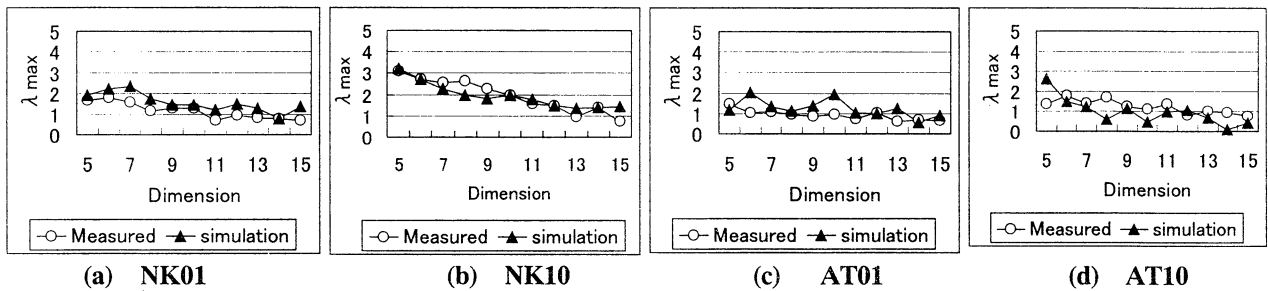 5
4
3
2
1
0
λ max
5 7 9 11 13 15
Dimension
Measured simulation
(a) NK01
5
4
3
2
1
0
λ max
5 7 9 11 13 15
Dimension
Measured simulation
(b) NK10
5
4
3
2
1
0
λ max
5 7 9 11 13 15
Dimension
Measured simulation
(c) AT01
5
4
3
2
1
0
λ max
5 7 9 11 13 15
Dimension
Measured simulation
(d) AT10